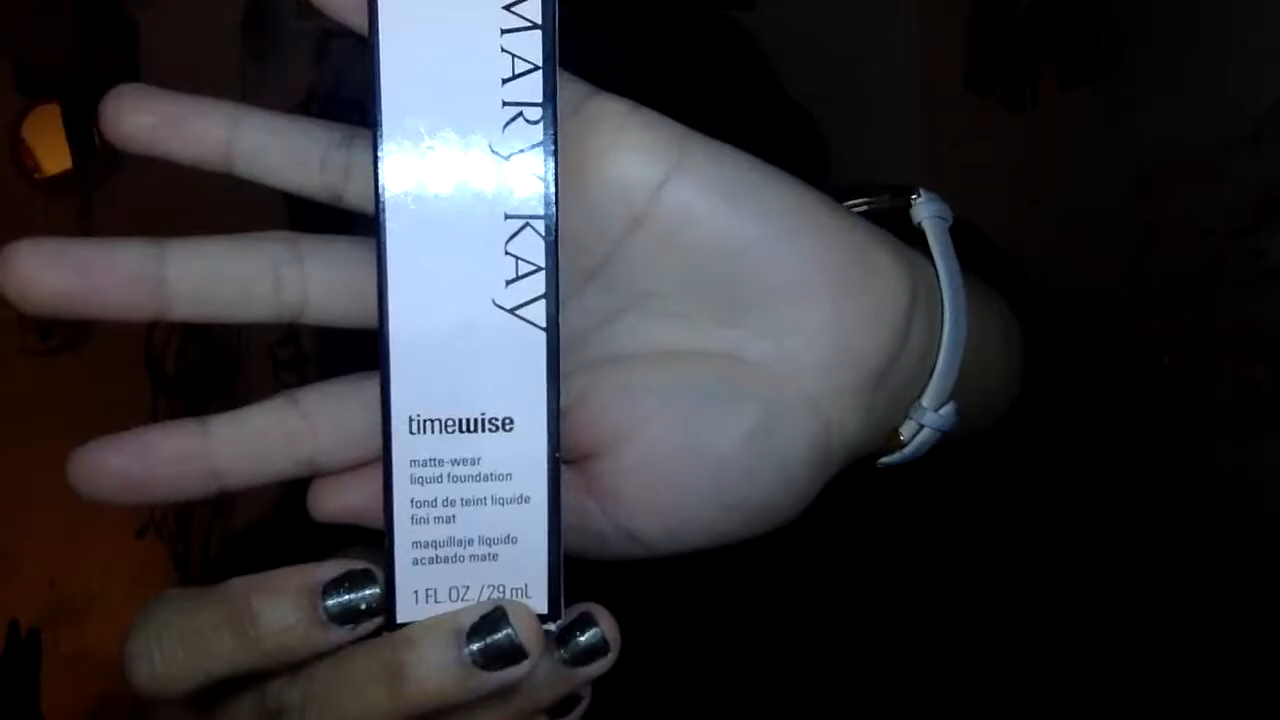 MARY KAY
timewise
matte-wear
liquid foundation
fond de teint liquide
fini mat
maquillaje líquido
acabado mate
1 FL.OZ./29 mL